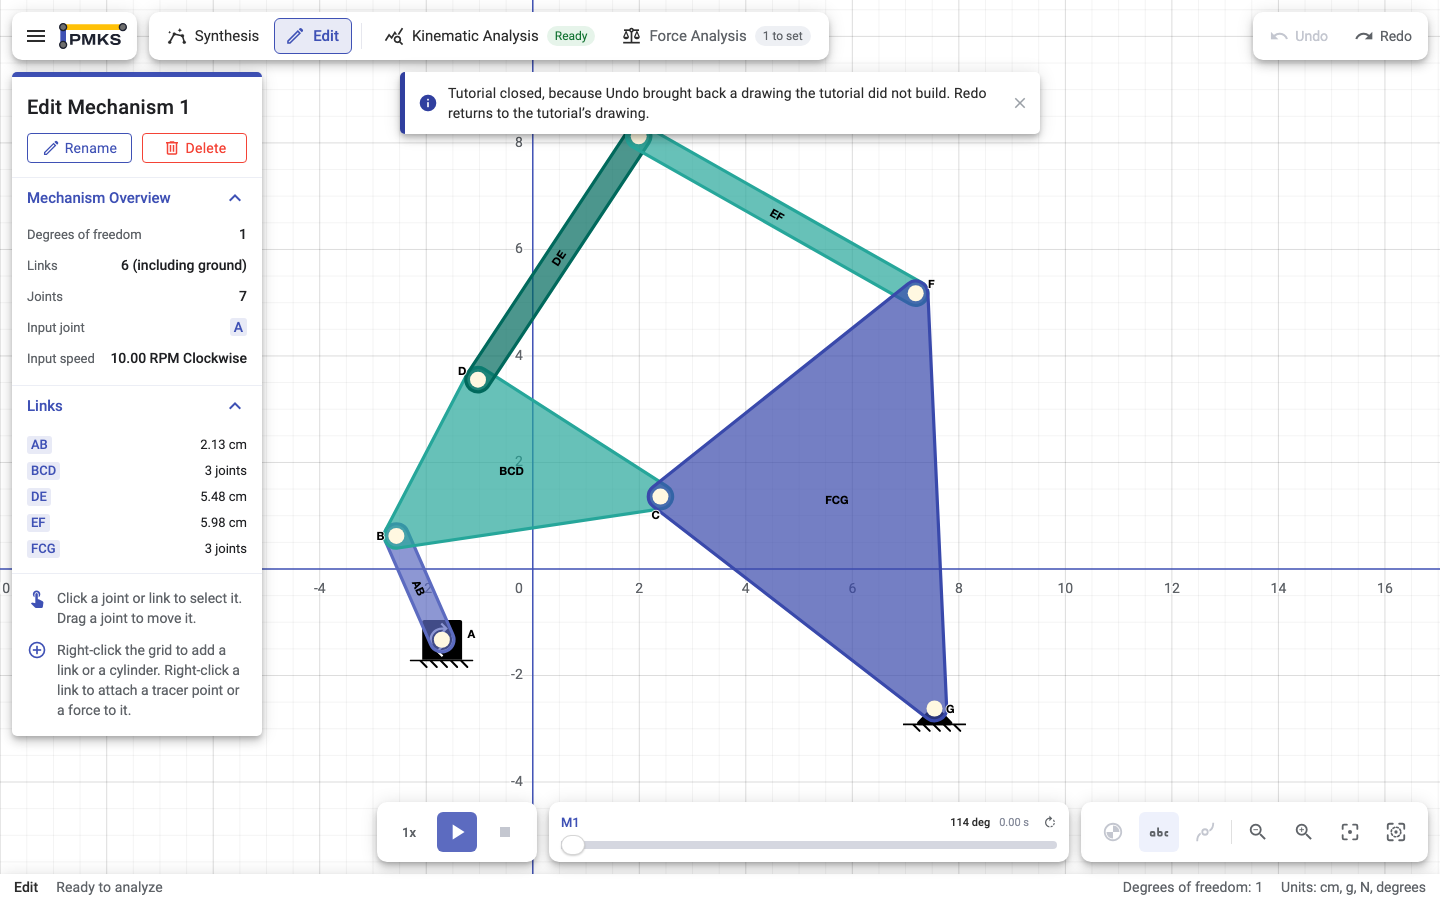 PMKS
Synthesis
Edit
Kinematic Analysis
Ready
Force Analysis
1 to set
Undo
Redo
Tutorial closed, because Undo brought back a drawing the tutorial did not build. Redo
returns to the tutorial's drawing.
Edit Mechanism 1
Rename
Delete
Mechanism Overview
Degrees of freedom 1
Links 6 (including ground)
Joints 7
Input joint A
Input speed 10.00 RPM Clockwise
Links
AB 2.13 cm
BCD 3 joints
DE 5.48 cm
EF 5.98 cm
FCG 3 joints
Click a joint or link to select it.
Drag a joint to move it.
Right-click the grid to add a
link or a cylinder. Right-click a
link to attach a tracer point or
a force to it.
8
6
4
2
0
-2
-4
0
-4
-2
2
4
6
8
10
12
14
16
EF
DE
F
D
BCD
FCG
C
B
AB
A
G
1x
M1
114 deg
0.00 s
abc
Edit
Ready to analyze
Degrees of freedom: 1
Units: cm, g, N, degrees